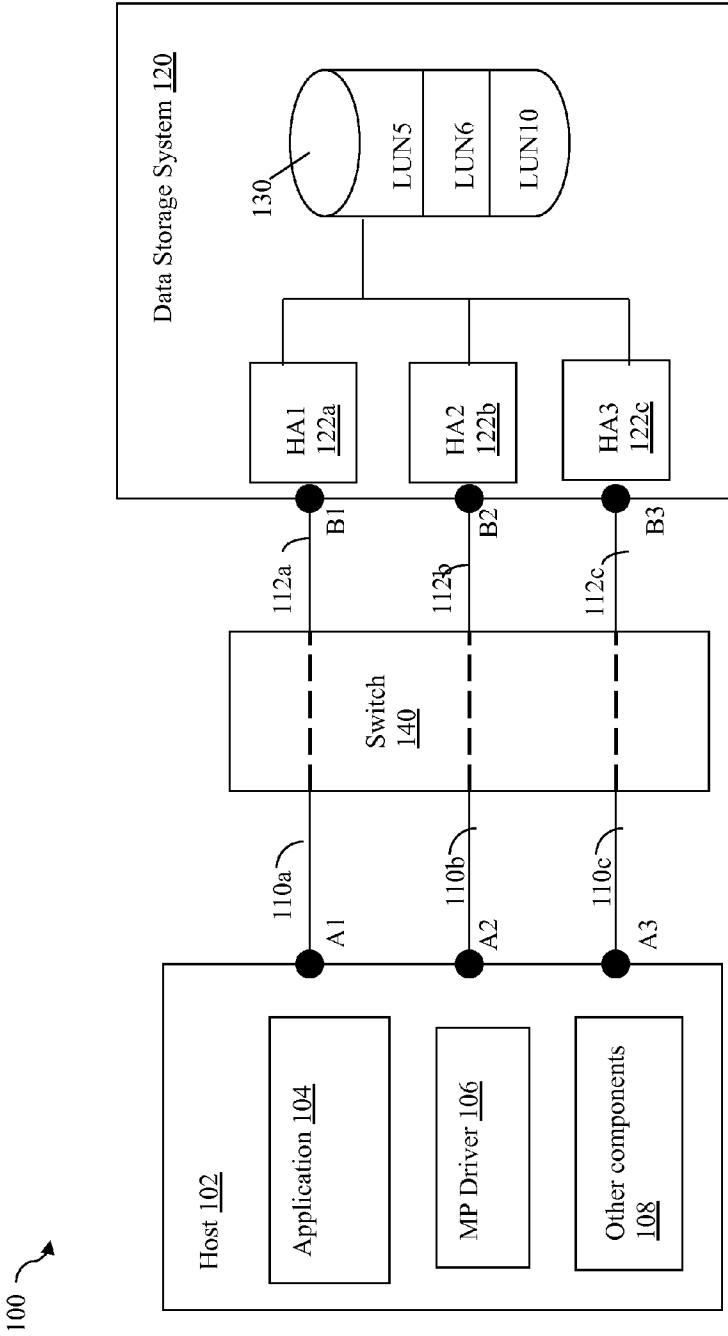 100
Host 102
Application 104
MP Driver 106
Other components
108
A1
A2
A3
110a
110b
110c
Switch
140
112a
112b
112c
B1
B2
B3
Data Storage System 120
HA1
122a
HA2
122b
HA3
122c
130
LUN5
LUN6
LUN10